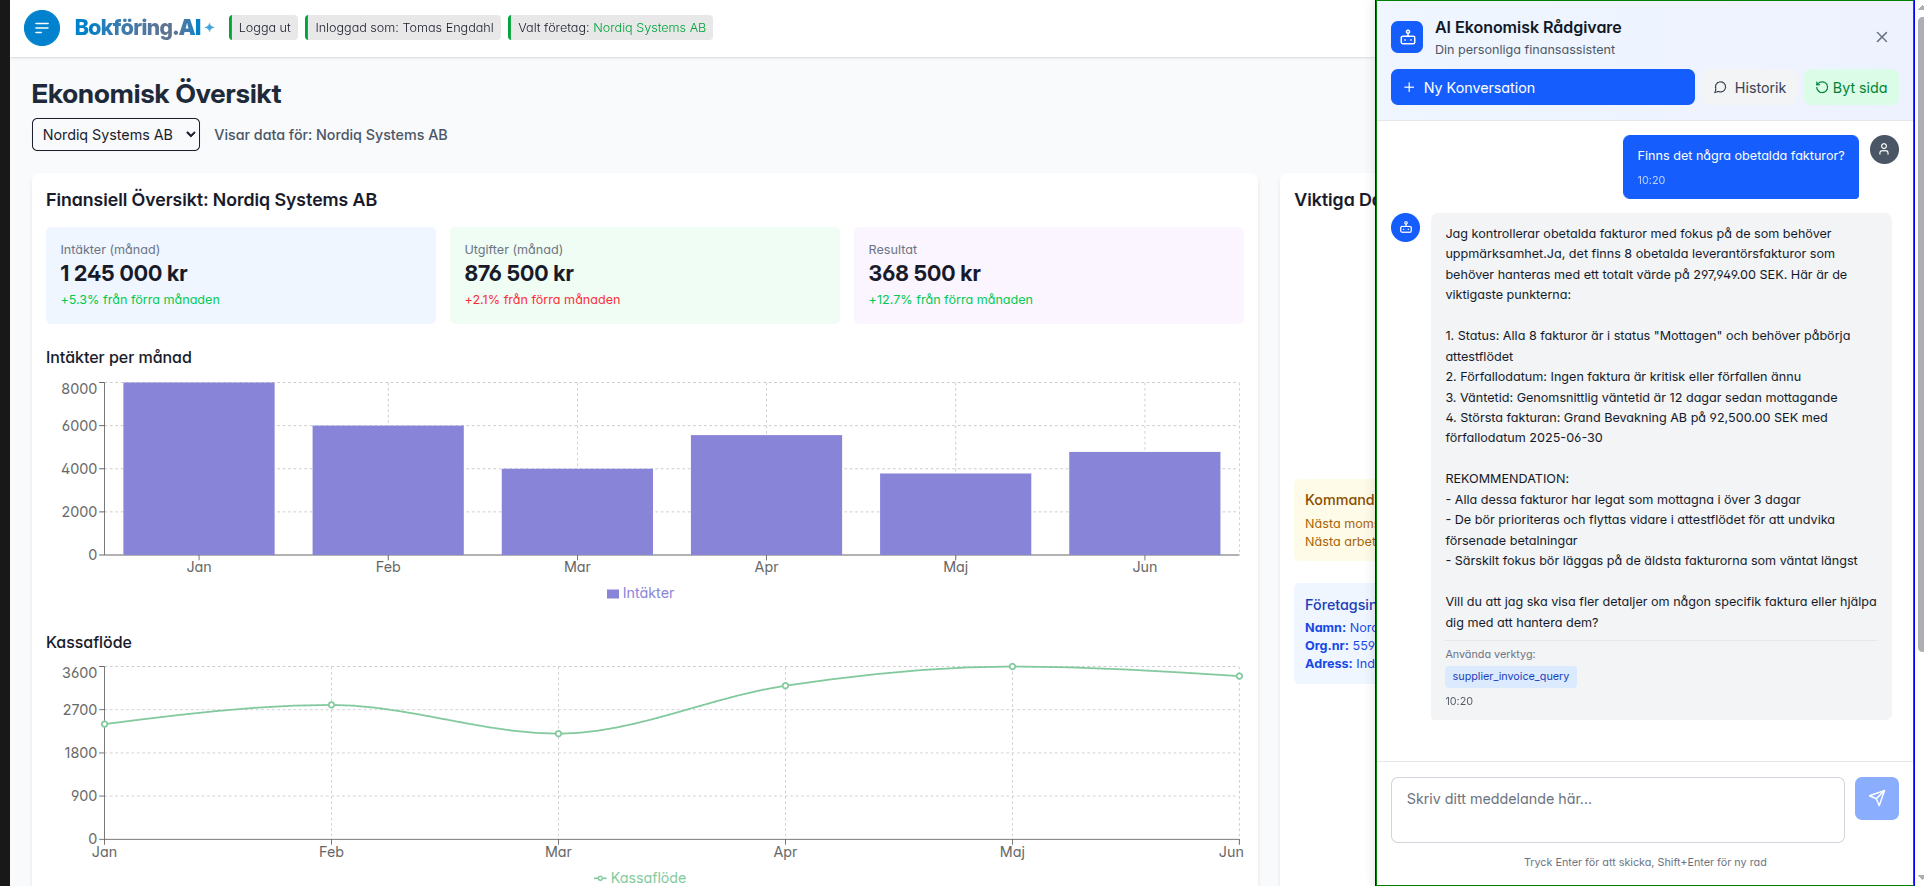 Bokföring.AI
Logga ut
Inloggad som: Tomas Engdahl
Valt företag: Nordiq Systems AB
Ekonomisk Översikt
Nordiq Systems AB
Visar data för: Nordiq Systems AB
Finansiell Översikt: Nordiq Systems AB
Intäkter (månad)
1 245 000 kr
+5.3% från förra månaden
Utgifter (månad)
876 500 kr
+2.1% från förra månaden
Resultat
368 500 kr
+12.7% från förra månaden
Intäkter per månad
8000
6000
4000
2000
0
Jan Feb Mar Apr Maj Jun
Intäkter
Kassaflöde
3600
2700
1800
900
0
Jan Feb Mar Apr Maj Jun
Kassaflöde
Viktiga
Kommand
Nästa moms
Nästa arbet
Företagsin
Namn: Nord
Org.nr: 559
Adress: Ind
AI Ekonomisk Rådgivare
Din personliga finansassistent
+ Ny Konversation
Historik
Byt sida
Finns det några obetalda fakturor?
10:20
Jag kontrollerar obetalda fakturor med fokus på de som behöver
uppmärksamhet.Ja, det finns 8 obetalda leverantörsfakturor som
behöver hanteras med ett totalt värde på 297,949.00 SEK. Här är de
viktigaste punkterna:
1. Status: Alla 8 fakturor är i status "Mottagen" och behöver påbörja
attestflödet
2. Förfallodatum: Ingen faktura är kritisk eller förfallen ännu
3. Väntetid: Genomsnittlig väntetid är 12 dagar sedan mottagande
4. Största fakturan: Grand Bevakning AB på 92,500.00 SEK med
förfallodatum 2025-06-30
REKOMMENDATION:
- Alla dessa fakturor har legat som mottagna i över 3 dagar
- De bör prioriteras och flyttas vidare i attestflödet för att undvika
försenade betalningar
- Särskilt fokus bör läggas på de äldsta fakturorna som väntat längst
Vill du att jag ska visa fler detaljer om någon specifik faktura eller hjälpa
dig med att hantera dem?
Använda verktyg:
supplier_invoice_query
10:20
Skriv ditt meddelande här...
Tryck Enter för att skicka, Shift+Enter för ny rad